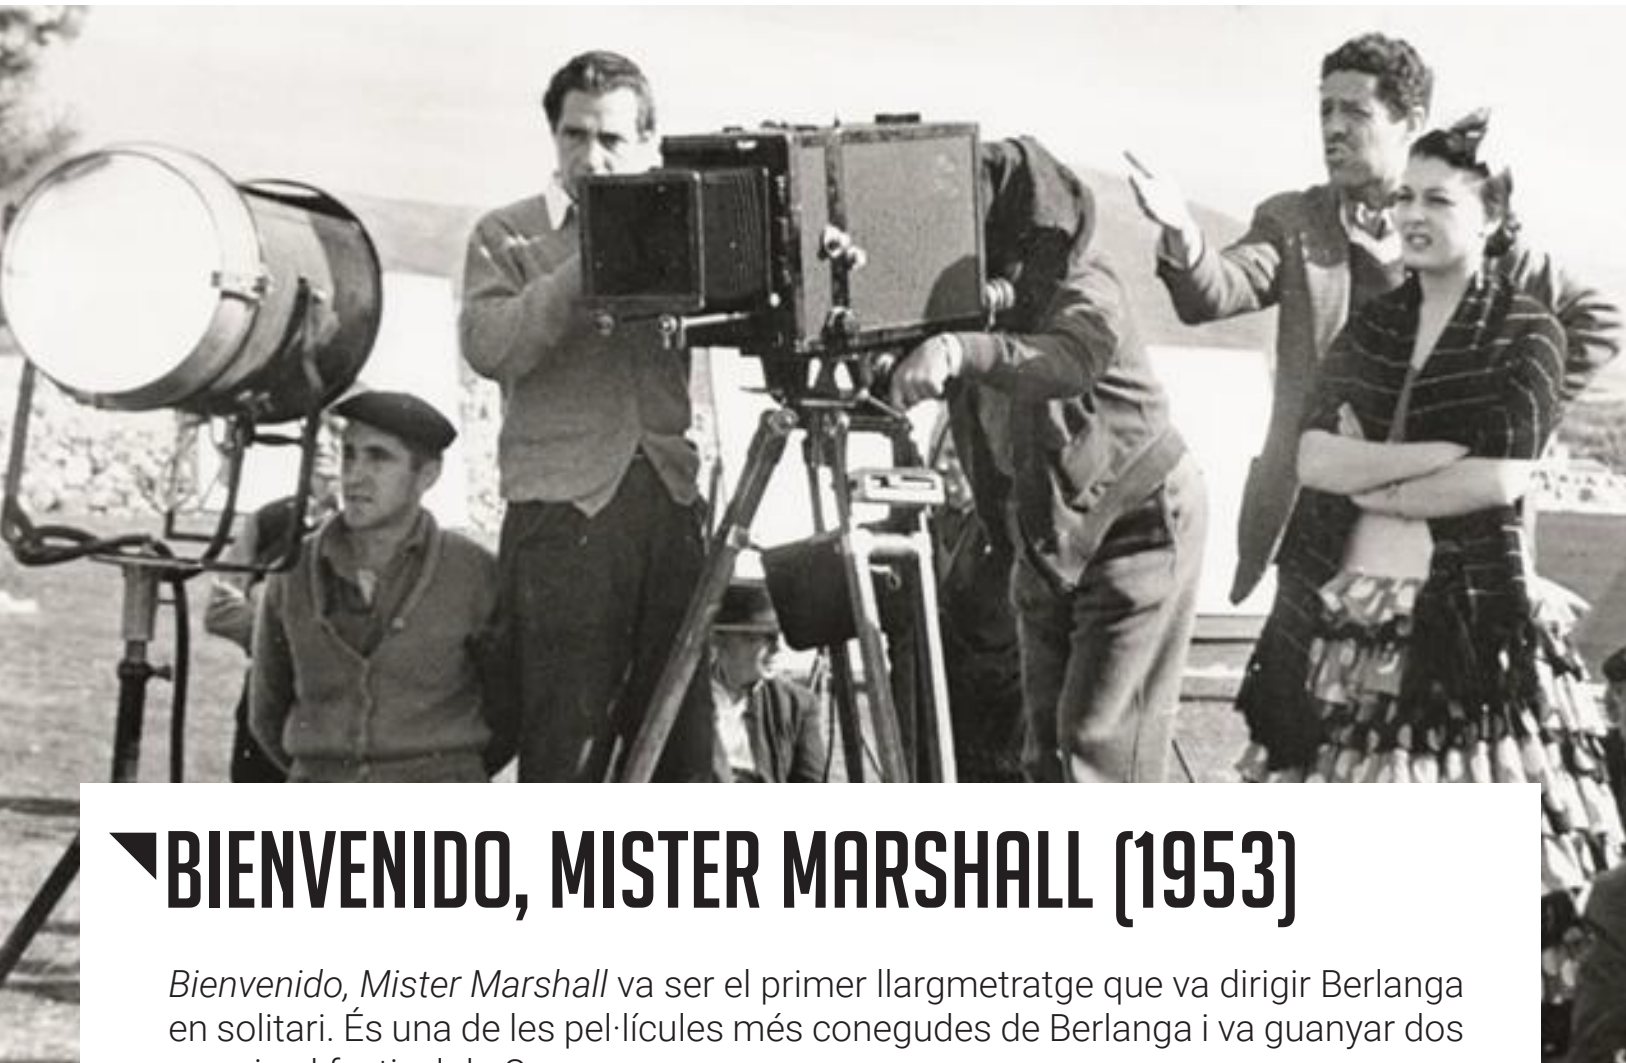 BIENVENIDO, MISTER MARSHALL (1953)
Bienvenido, Mister Marshall va ser el primer llargmetratge que va dirigir Berlanga
en solitari. És una de les pel·lícules més conegudes de Berlanga i va guanyar dos